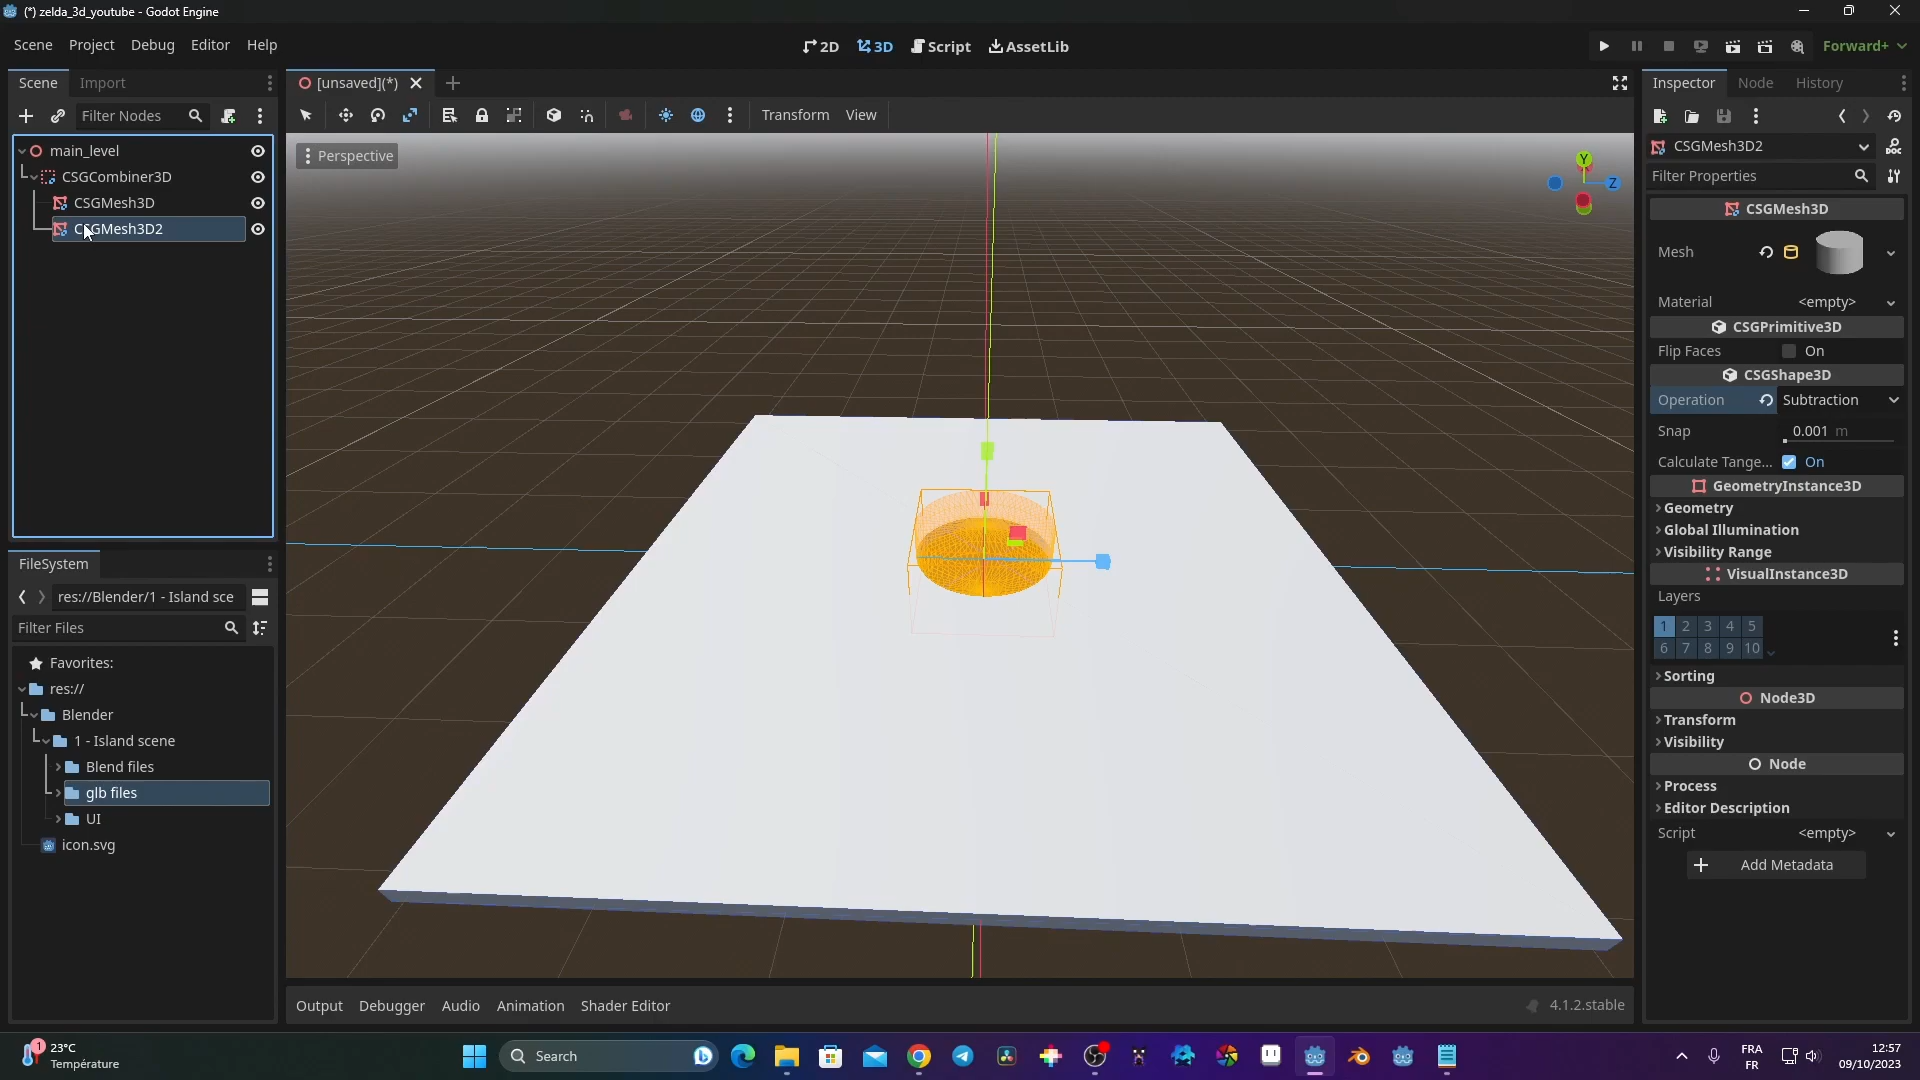 (*) zelda_3d_youtube - Godot Engine
Scene Project Debug Editor Help
2D 3D Script AssetLib
Forward+
Scene Import
[unsaved](*)
Inspector Node History
Filter Nodes
Transform View
main_level
CSGCombiner3D
CSGMesh3D
CSGMesh3D2
Perspective
Y
Z
CSGMesh3D2
Filter Properties
CSGMesh3D
Mesh
Material <empty>
CSGPrimitive3D
Flip Faces On
CSGShape3D
Operation Subtraction
Snap 0.001 m
Calculate Tange... On
GeometryInstance3D
Geometry
Global Illumination
Visibility Range
VisualInstance3D
Layers
1 2 3 4 5
6 7 8 9 10
Sorting
Node3D
Transform
Visibility
Node
Process
Editor Description
Script <empty>
Add Metadata
FileSystem
res://Blender/1 - Island sce
Filter Files
Favorites:
res://
Blender
1 - Island scene
Blend files
glb files
UI
icon.svg
Output Debugger Audio Animation Shader Editor
4.1.2.stable
1
23°C
Température
Search
FRA
FR
12:57
09/10/2023